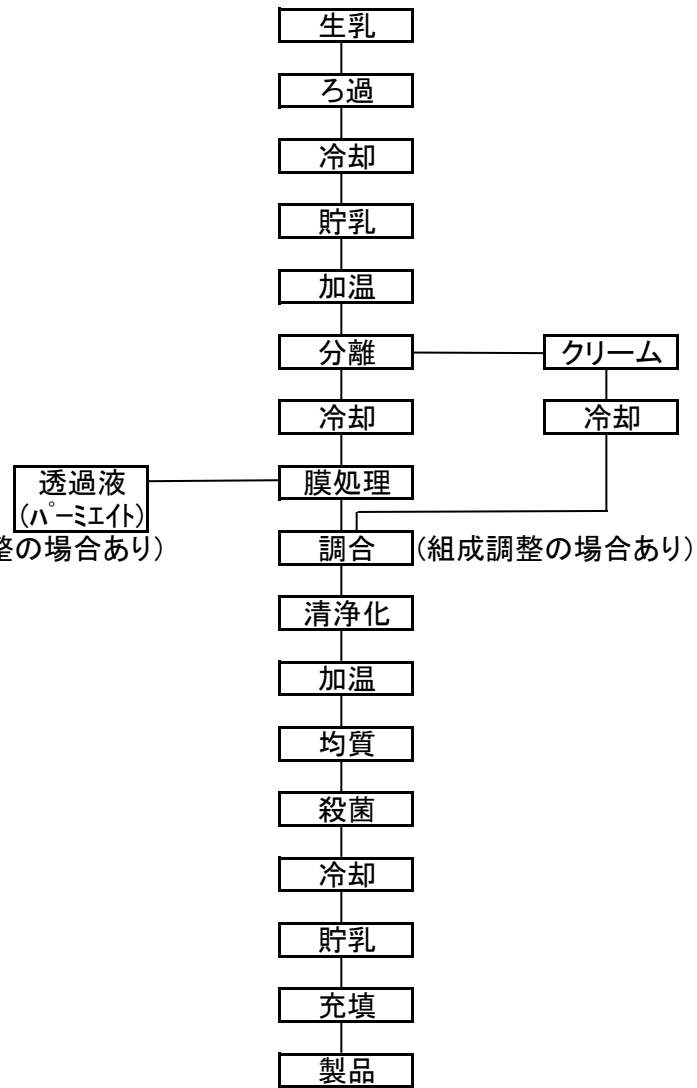 生乳
ろ過
冷却
貯乳
加温
分離
クリーム
冷却
冷却
透過液
(パーミエイト)
膜処理
整の場合あり)
調合
(組成調整の場合あり)
清浄化
加温
均質
殺菌
冷却
貯乳
充填
製品